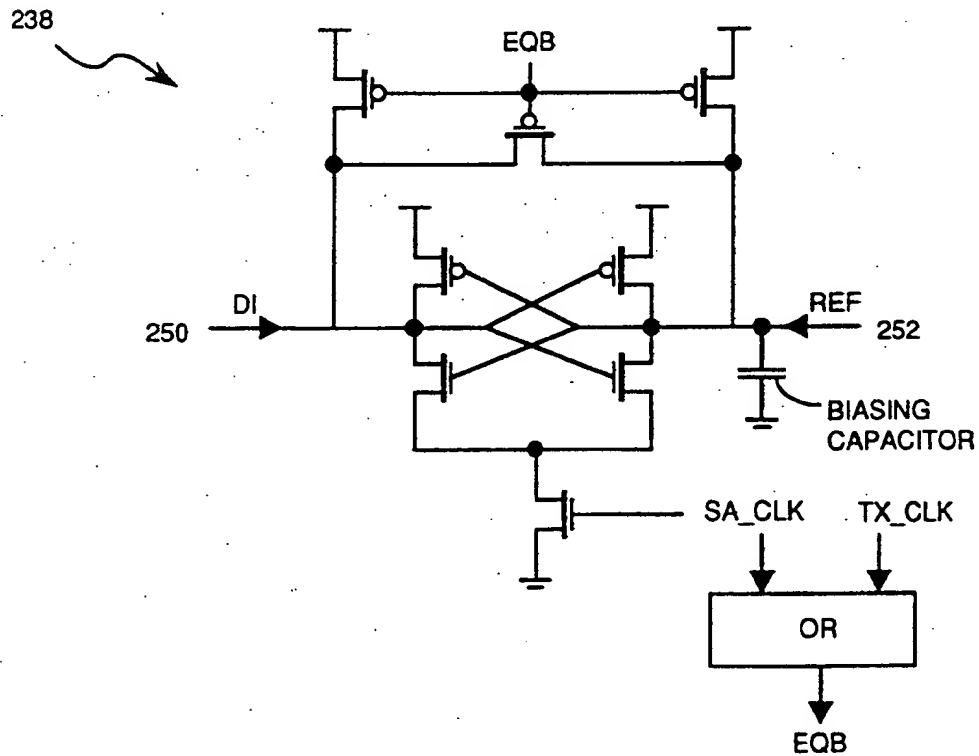 238
EQB
DI
250
REF
252
BIASING
CAPACITOR
SA_CLK
TX_CLK
OR
EQB